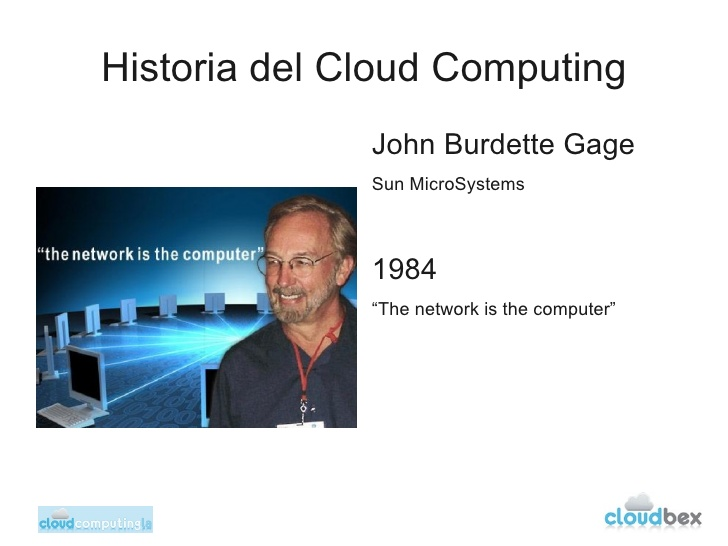 Historia del Cloud Computing
John Burdette Gage
Sun MicroSystems
“the network is the computer”
1984
“The network is the computer”
cloudcomputingla
cloudbex